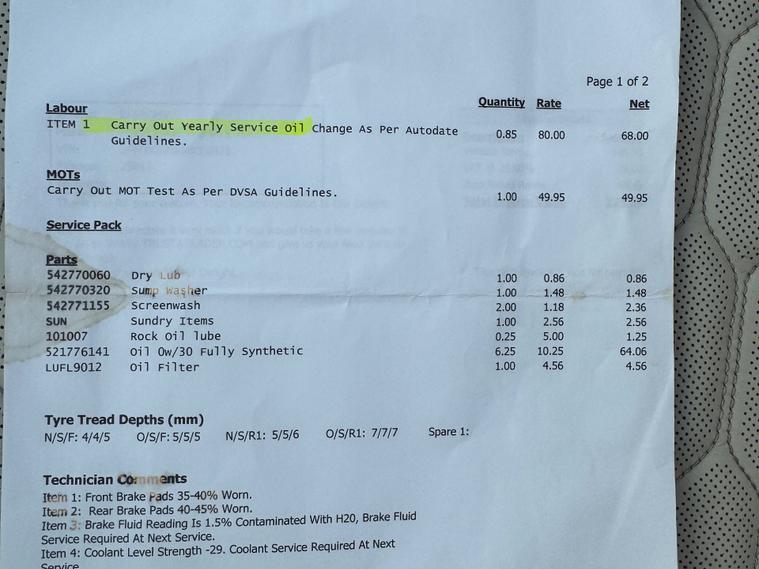 Page 1 of 2
Labour Quantity Rate Net
ITEM 1 Carry Out Yearly Service Oil Change As Per Autodate 0.85 80.00 68.00
Guidelines.
MOTs
Carry Out MOT Test As Per DVSA Guidelines. 1.00 49.95 49.95
Service Pack
Parts
542770060 Dry Lub 1.00 0.86 0.86
542770320 Sump Washer 1.00 1.48 1.48
542771155 Screenwash 2.00 1.18 2.36
SUN Sundry Items 1.00 2.56 2.56
101007 Rock Oil lube 0.25 5.00 1.25
521776141 Oil 0w/30 Fully Synthetic 6.25 10.25 64.06
LUFL9012 Oil Filter 1.00 4.56 4.56
Tyre Tread Depths (mm)
N/S/F: 4/4/5 O/S/F: 5/5/5 N/S/R1: 5/5/6 O/S/R1: 7/7/7 Spare 1:
Technician Comments
Item 1: Front Brake Pads 35-40% Worn.
Item 2: Rear Brake Pads 40-45% Worn.
Item 3: Brake Fluid Reading Is 1.5% Contaminated With H20, Brake Fluid
Service Required At Next Service.
Item 4: Coolant Level Strength -29. Coolant Service Required At Next
Service